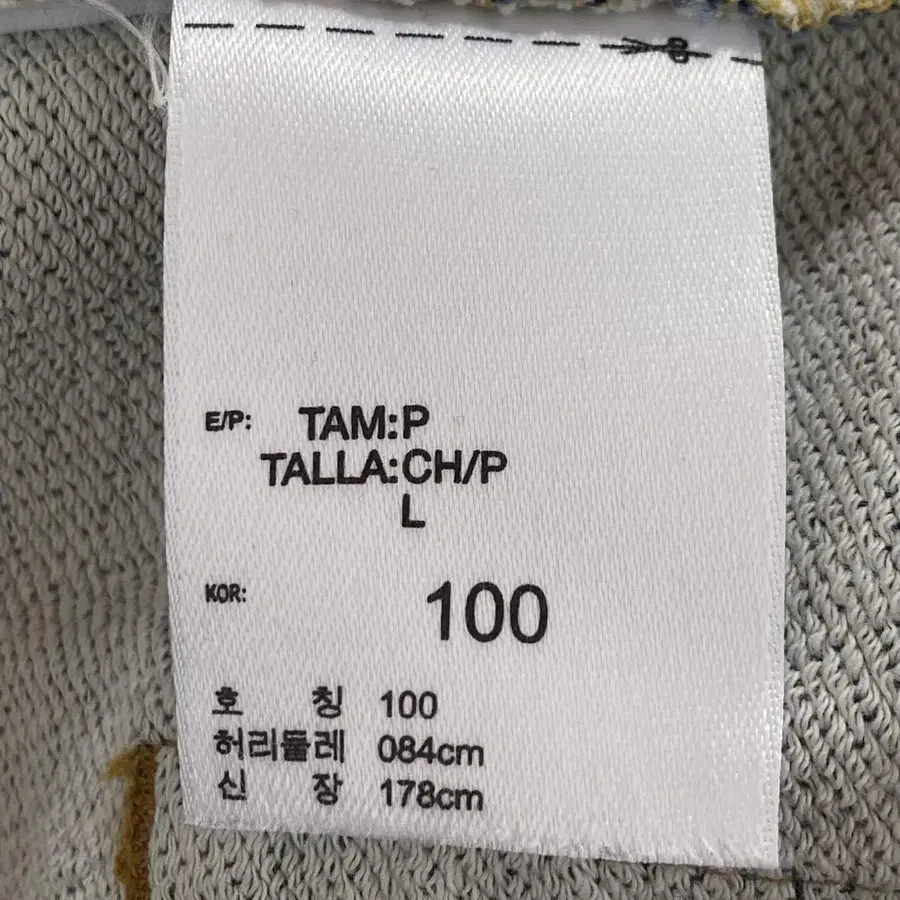 E/P: TAM:P
TALLA:CH/P
L
KOR: 100
호 칭 100
허리둘레 084cm
신 장 178cm